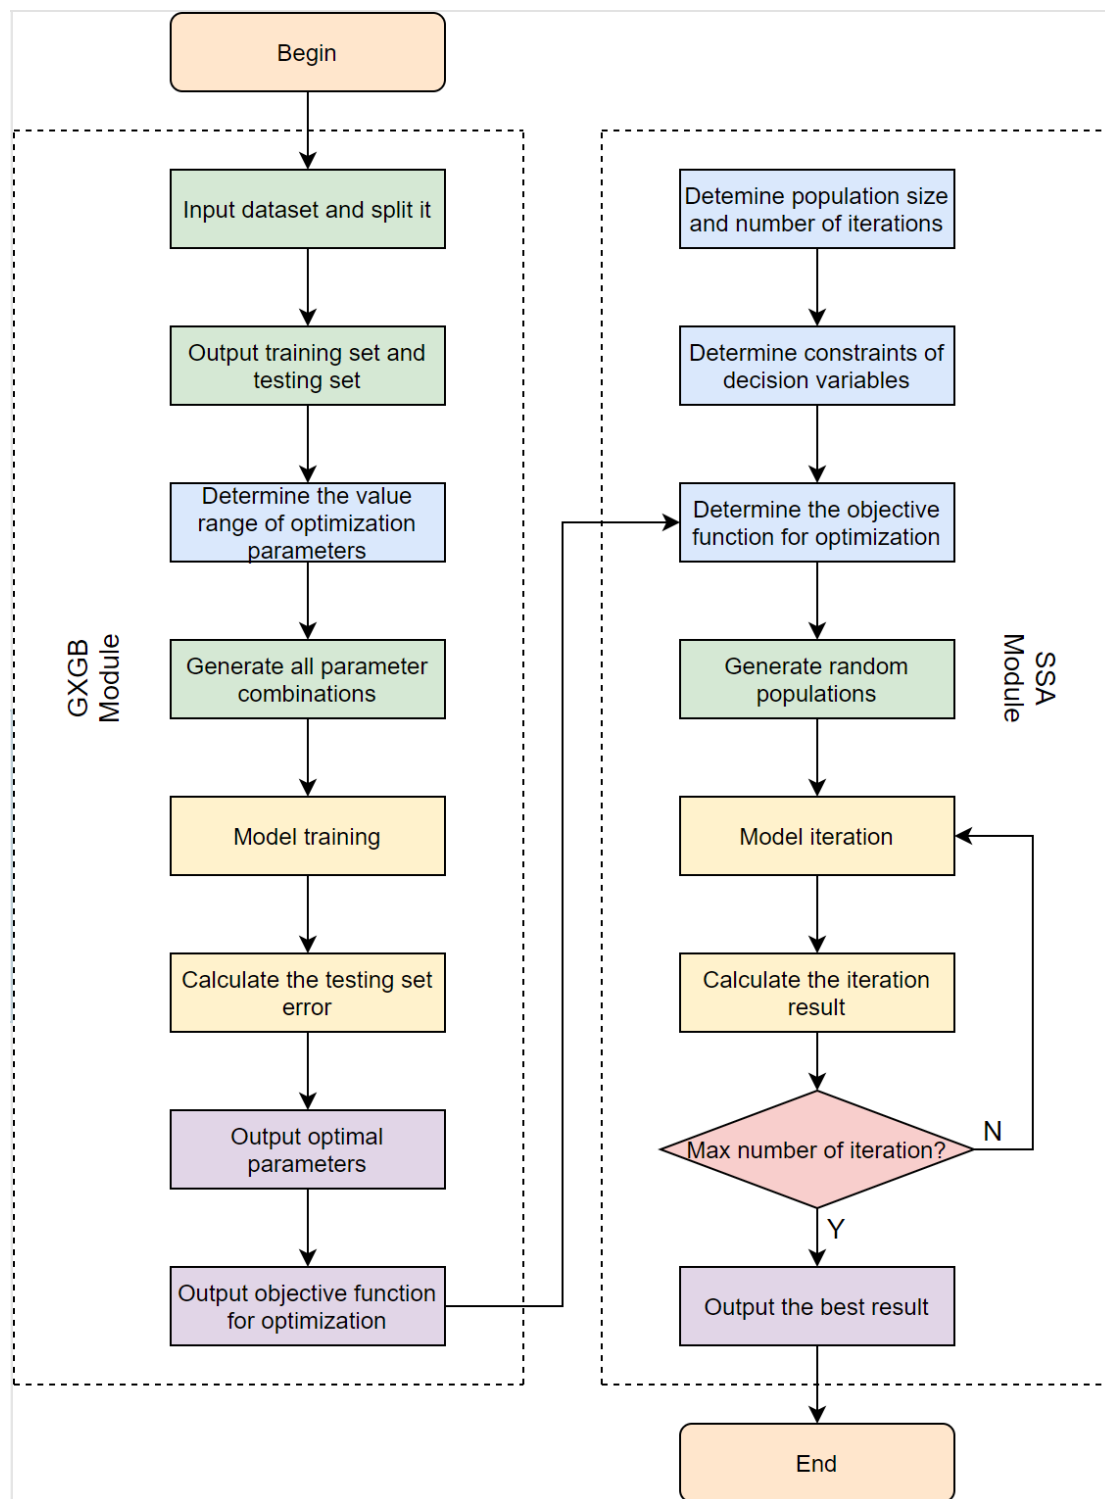 Begin
Input dataset and split it
Output training set and
testing set
Determine the value
range of optimization
parameters
Generate all parameter
combinations
Model training
Calculate the testing set
error
Output optimal
parameters
Output objective function
for optimization
GXGB
Module
Detemine population size
and number of iterations
Determine constraints of
decision variables
Determine the objective
function for optimization
Generate random
populations
Model iteration
Calculate the iteration
result
Max number of iteration?
N
Y
Output the best result
SSA
Module
End